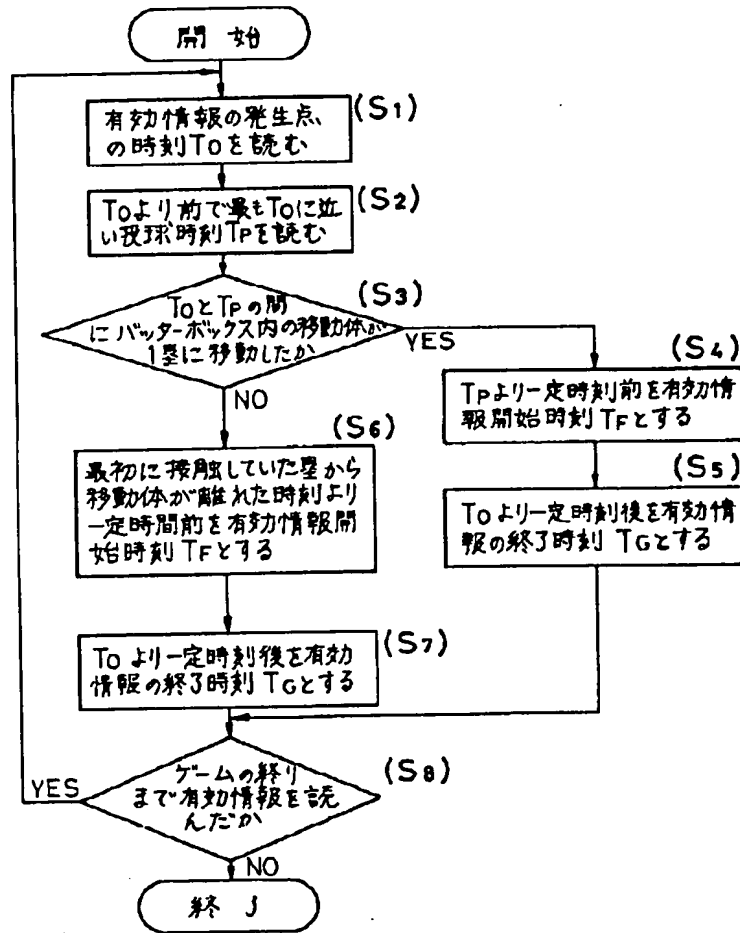 開始
(S1)
有効情報の発生点、
の時刻TOを読む
(S2)
TOより前で最もTOに近
い投球時刻TPを読む
(S3)
TOとTPの間
にバッターボックス内の移動体が
1塁に移動したか
YES
NO
(S4)
TPより一定時刻前を有効情
報開始時刻TFとする
(S5)
TOより一定時刻後を有効情
報の終了時刻TGとする
(S6)
最初に接触していた塁から
移動体が離れた時刻より
一定時間前を有効情報開
始時刻TFとする
(S7)
TOより一定時刻後を有効
情報の終了時刻TGとする
(S8)
ゲームの終り
まで有効情報を読
んだか
YES
NO
終了